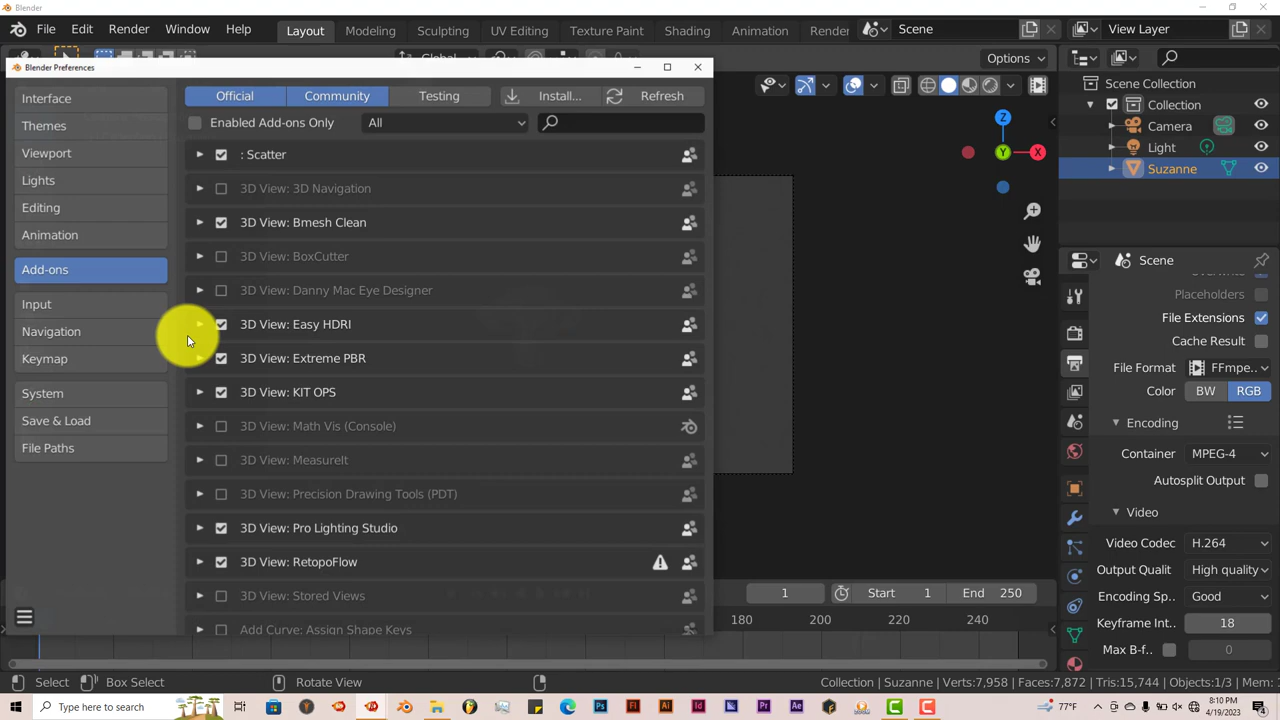 Blender
File Edit Render Window Help Layout Modeling Sculpting UV Editing Texture Paint Shading Animation Scene View Layer
Global Options
Blender Preferences
Interface
Themes
Viewport
Lights
Editing
Animation
Add-ons
Input
Navigation
Keymap
System
Save & Load
File Paths
Official Community Testing Install... Refresh
Enabled Add-ons Only All
: Scatter
3D View: 3D Navigation
3D View: Bmesh Clean
3D View: BoxCutter
3D View: Danny Mac Eye Designer
3D View: Easy HDRI
3D View: Extreme PBR
3D View: KIT OPS
3D View: Math Vis (Console)
3D View: MeasureIt
3D View: Precision Drawing Tools (PDT)
3D View: Pro Lighting Studio
3D View: RetopoFlow
3D View: Stored Views
Add Curve: Assign Shape Keys
Z
Y X
Scene Collection
Collection
Camera
Light
Suzanne
Scene
Placeholders
File Extensions
Cache Result
File Format FFmpe..
Color BW RGB
Encoding
Container MPEG-4
Autosplit Output
Video
Video Codec H.264
Output Qualit High quality
Encoding Sp.. Good
Keyframe Int.. 18
Max B-f.. 0
1 Start 1 End 250
180 200 220 240
Select Box Select Rotate View Collection | Suzanne | Verts:7,958 | Faces:7,872 | Tris:15,744 | Objects:1/3 | Mem: 1
Type here to search 77°F 8:10 PM
4/19/2023